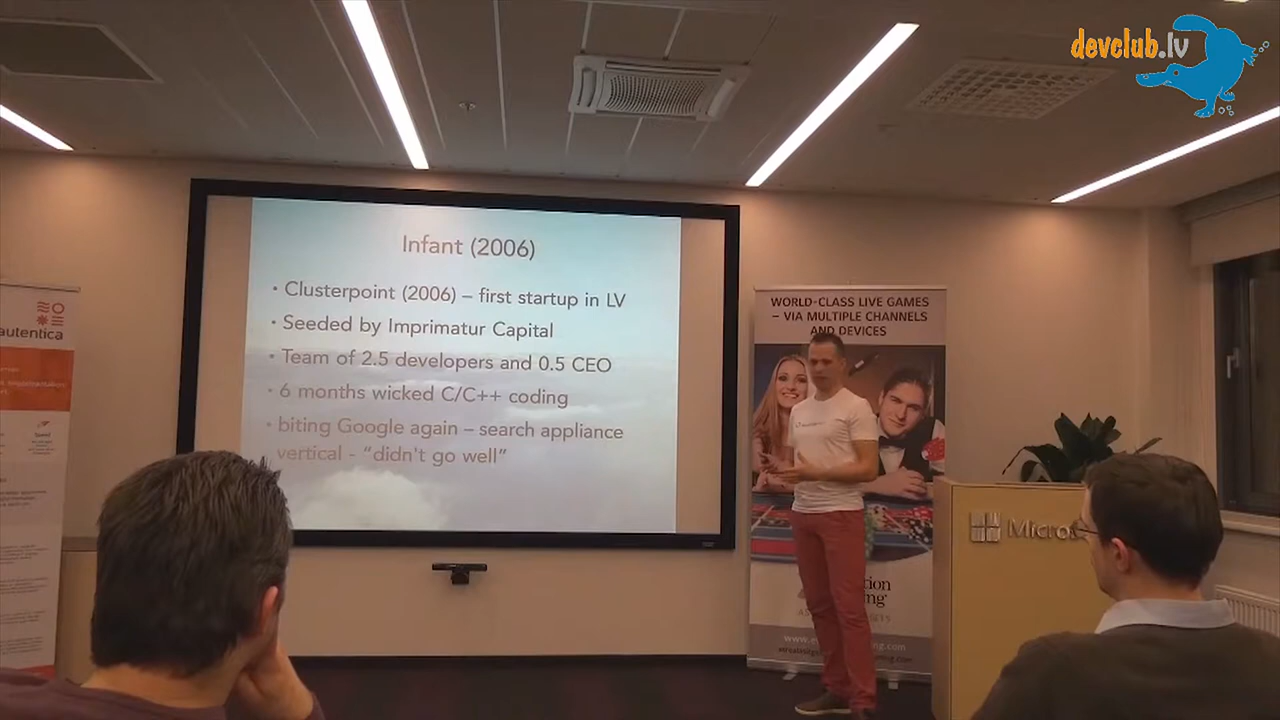 devclub.lv
Infant (2006)
• Clusterpoint (2006) – first startup in LV
• Seeded by Imprimatur Capital
• Team of 2.5 developers and 0.5 CEO
• 6 months wicked C/C++ coding
• biting Google again – search appliance
vertical - "didn't go well"
WORLD-CLASS LIVE GAMES
– VIA MULTIPLE CHANNELS
AND DEVICES
autentica
Micro
www.